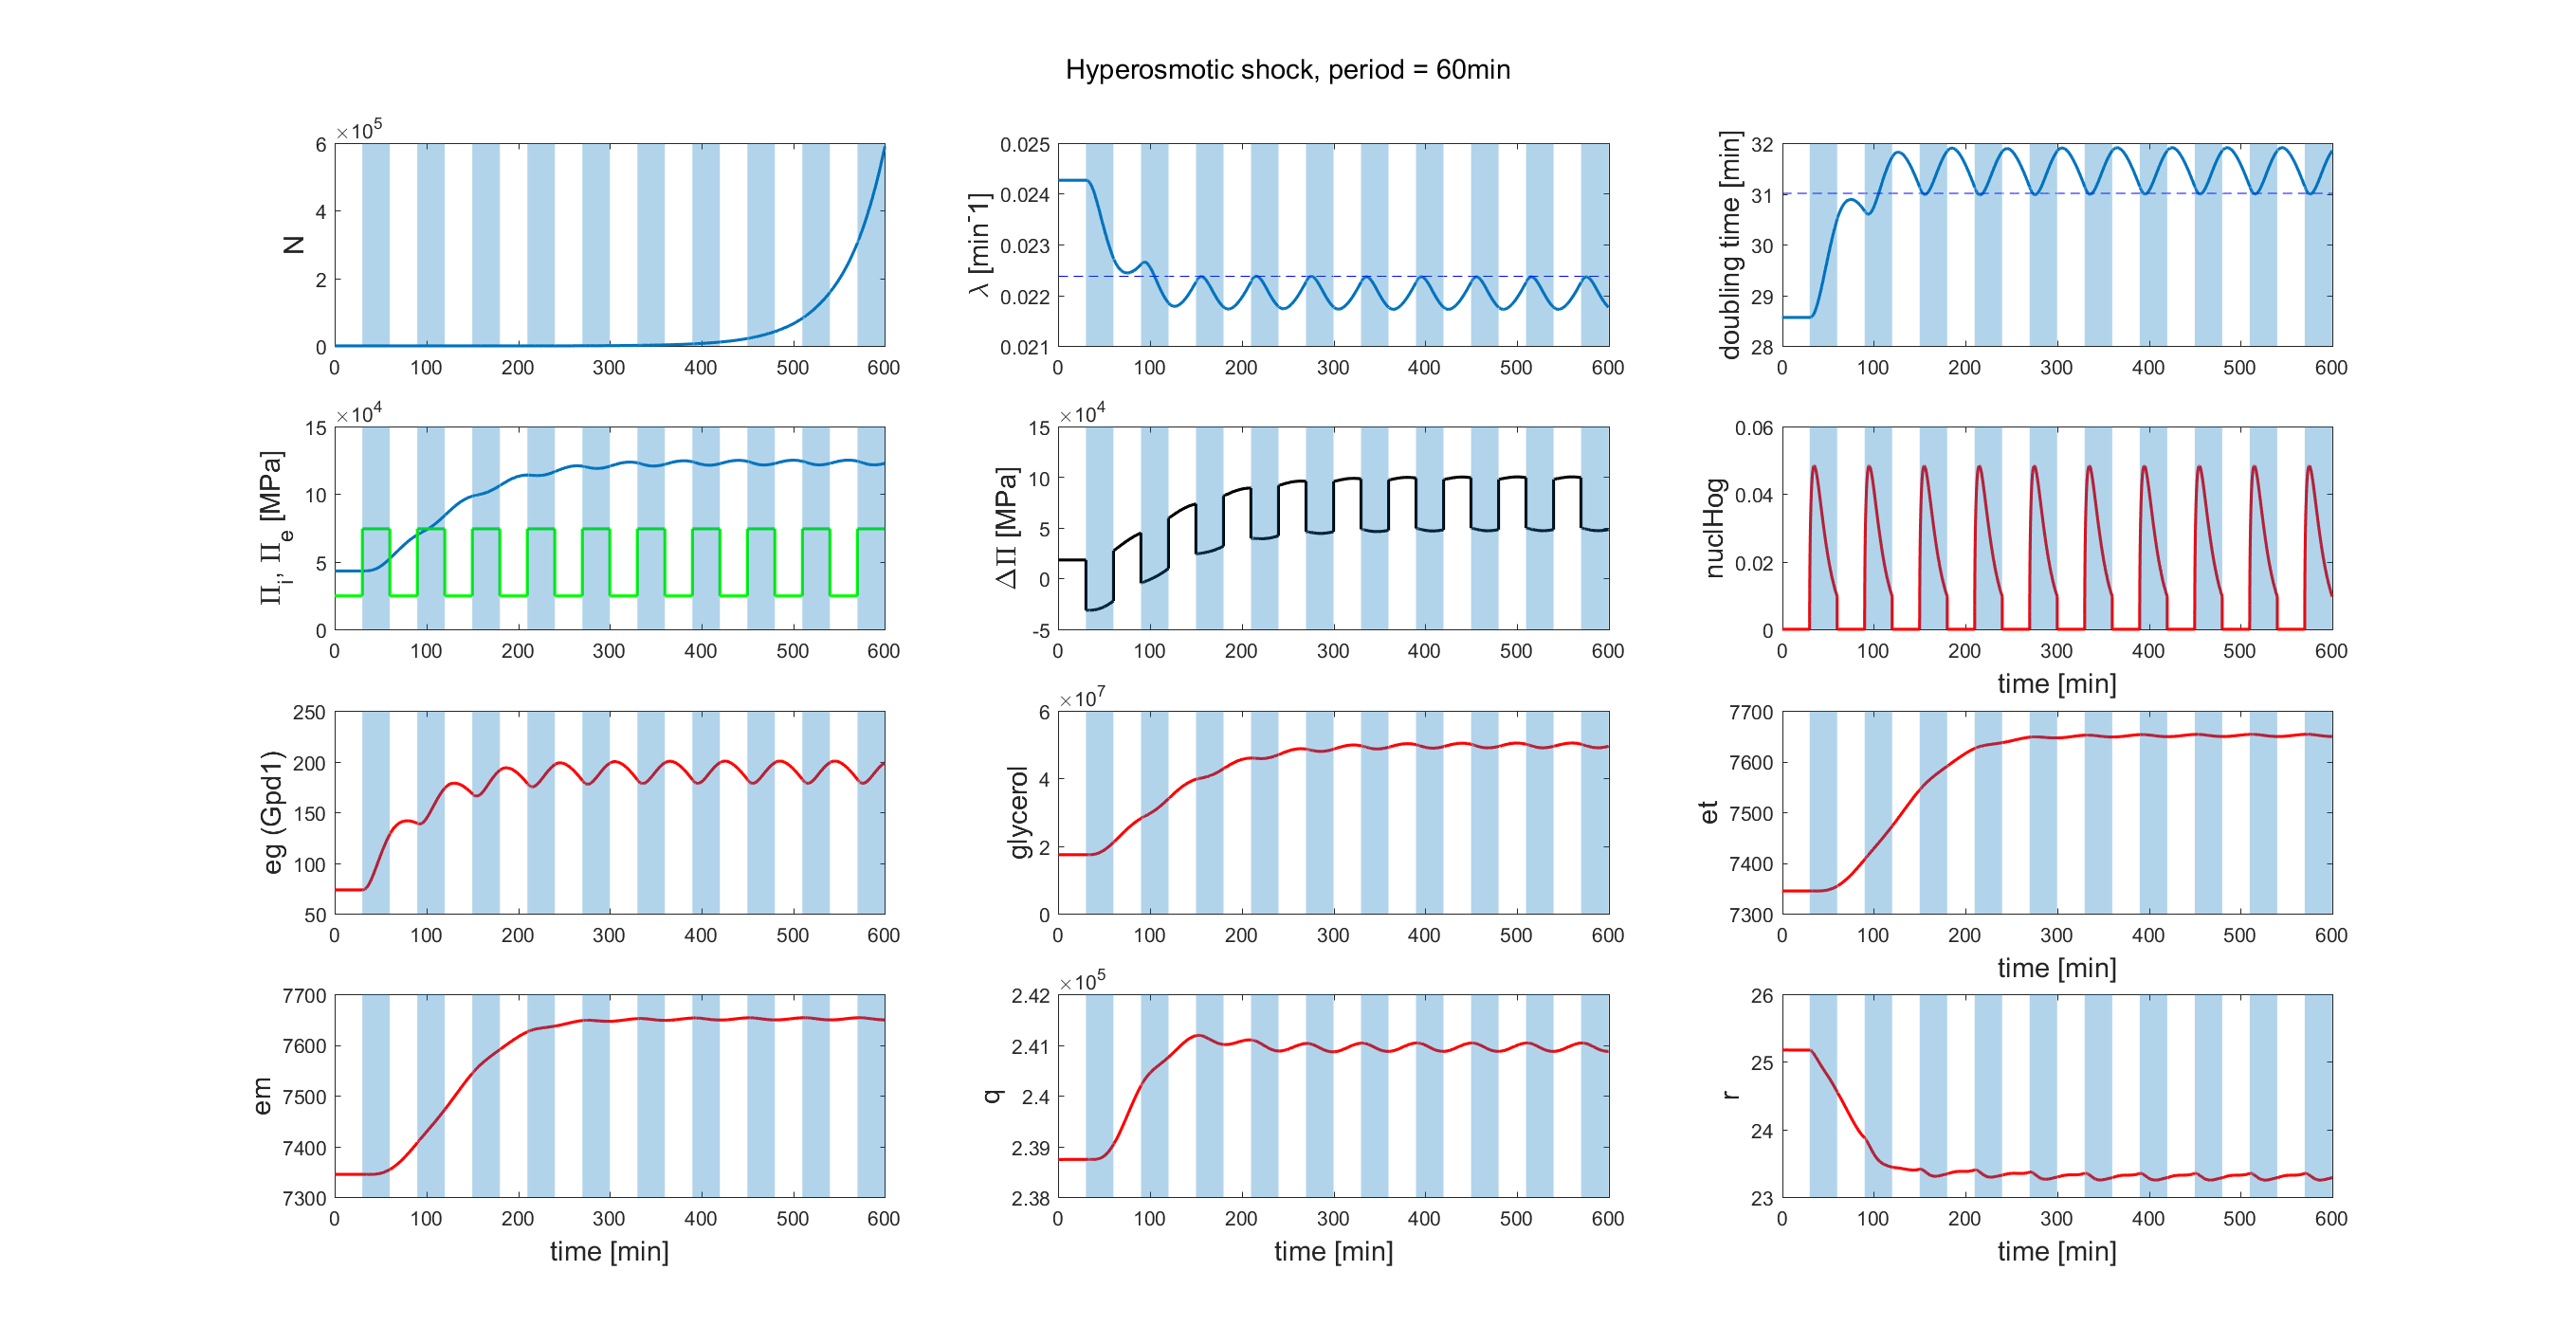 Hyperosmotic shock, period = 60min
×10^5
6
4
2
0
N
0 100 200 300 400 500 600
0.025
0.024
0.023
0.022
0.021
λ [min^-1]
0 100 200 300 400 500 600
32
31
30
29
28
doubling time [min]
0 100 200 300 400 500 600
×10^4
15
10
5
0
Π_i, Π_e [MPa]
0 100 200 300 400 500 600
×10^4
15
10
5
0
-5
ΔΠ [MPa]
0 100 200 300 400 500 600
0.06
0.04
0.02
0
nuclHog
0 100 200 300 400 500 600
time [min]
250
200
150
100
50
eg (Gpd1)
0 100 200 300 400 500 600
×10^7
6
4
2
0
glycerol
0 100 200 300 400 500 600
7700
7600
7500
7400
7300
et
0 100 200 300 400 500 600
time [min]
7700
7600
7500
7400
7300
em
0 100 200 300 400 500 600
time [min]
×10^5
2.42
2.41
2.4
2.39
2.38
q
0 100 200 300 400 500 600
time [min]
26
25
24
23
r
0 100 200 300 400 500 600
time [min]